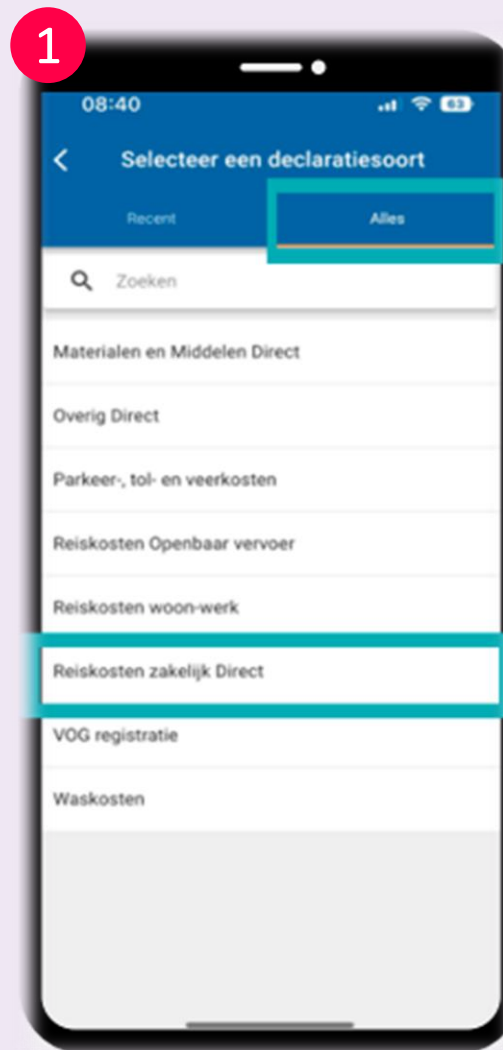 1
08:40
63
Selecteer een declaratiesoort
Recent
Alles
Zoeken
Materialen en Middelen Direct
Overig Direct
Parkeer-, tol- en veerkosten
Reiskosten Openbaar vervoer
Reiskosten woon-werk
Reiskosten zakelijk Direct
VOG registratie
Waskosten